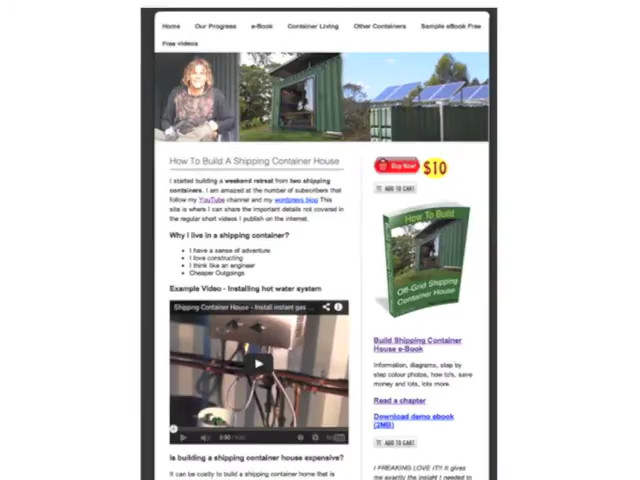 Home Our Progress e-Book Container Living Other Containers Sample eBook Free
Free videos
How To Build A Shipping Container House
I started building a weekend retreat from two shipping
containers. I am amazed at the number of subscribers that
follow my YouTube channel and my wordpress blog This
site is where I can share the important details not covered in
the regular short videos I publish on the internet.
Why I live in a shipping container?
I have a sense of adventure
I love constructing
I think like an engineer
Cheaper Outgoings
Example Video - Installing hot water system
Shipping Container House - Install instant gas ...
0:00
Is building a shipping container house expensive?
It can be costly to build a shipping container home that is
Buy Now! $10
ADD TO CART
How To Build
Off-Grid Shipping
Container House
Build Shipping Container
House e-Book
Information, diagrams, step by
step colour photos, how to's, save
money and lots, lots more.
Read a chapter
Download demo ebook
(2MB)
ADD TO CART
I FREAKING LOVE IT!! It gives
me exactly the insight I needed to